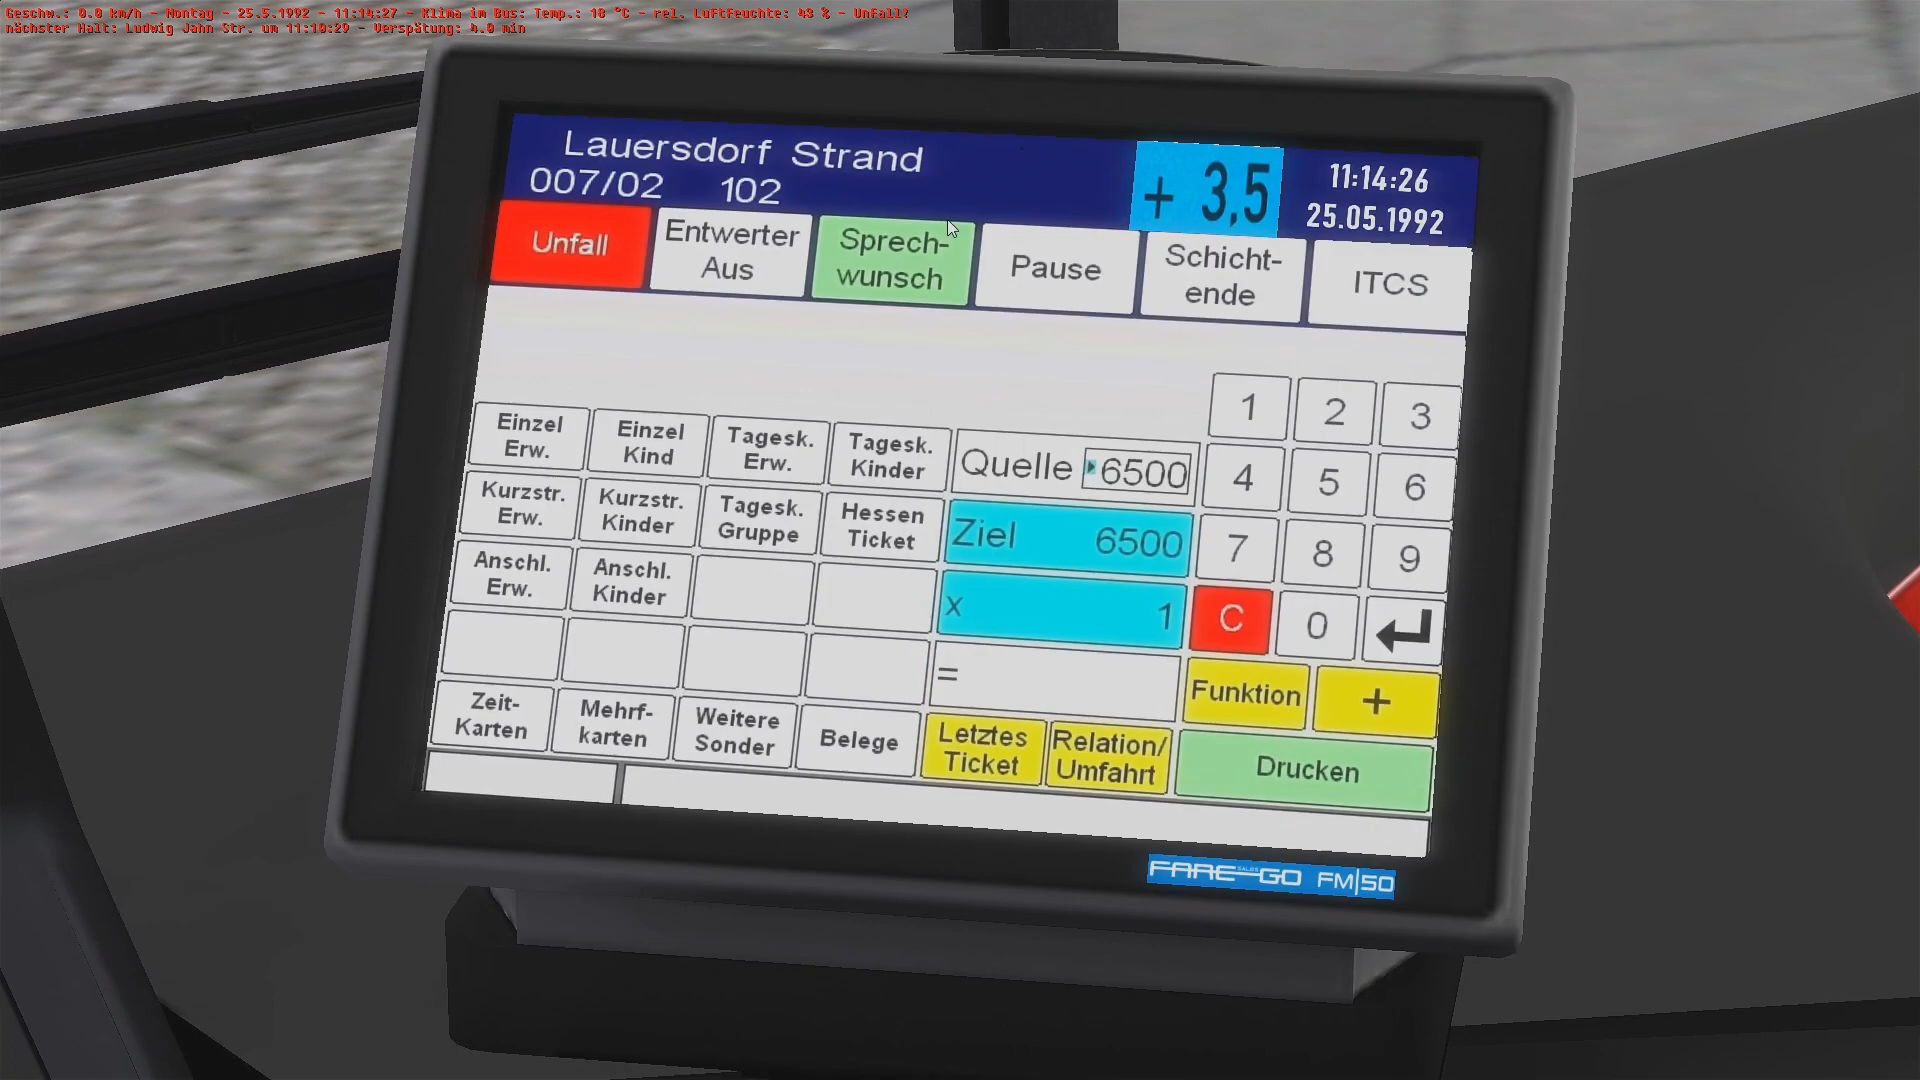 Geschw.: 0.0 km/h - Montag - 25.5.1992 - 11:14:27 - Klima im Bus: Temp.: 18 °C - rel. Luftfeuchte: 43 % - Unfall?
nächster Halt: Ludwig Jahn Str. um 11:10:29 - Verspätung: 4.0 min
Lauersdorf Strand
007/02 102
+ 3,5
11:14:26
25.05.1992
Unfall
Entwerter
Aus
Sprech-
wunsch
Pause
Schicht-
ende
ITCS
Einzel
Erw.
Einzel
Kind
Tagesk.
Erw.
Tagesk.
Kinder
Quelle 6500
1 2 3
Kurzstr.
Erw.
Kurzstr.
Kinder
Tagesk.
Gruppe
Hessen
Ticket
Ziel 6500
4 5 6
Anschl.
Erw.
Anschl.
Kinder
x 1
7 8 9
=
C 0
Zeit-
Karten
Mehrf-
karten
Weitere
Sonder
Belege
Letztes
Ticket
Relation/
Umfahrt
Funktion
+
Drucken
FARE GO FM|50